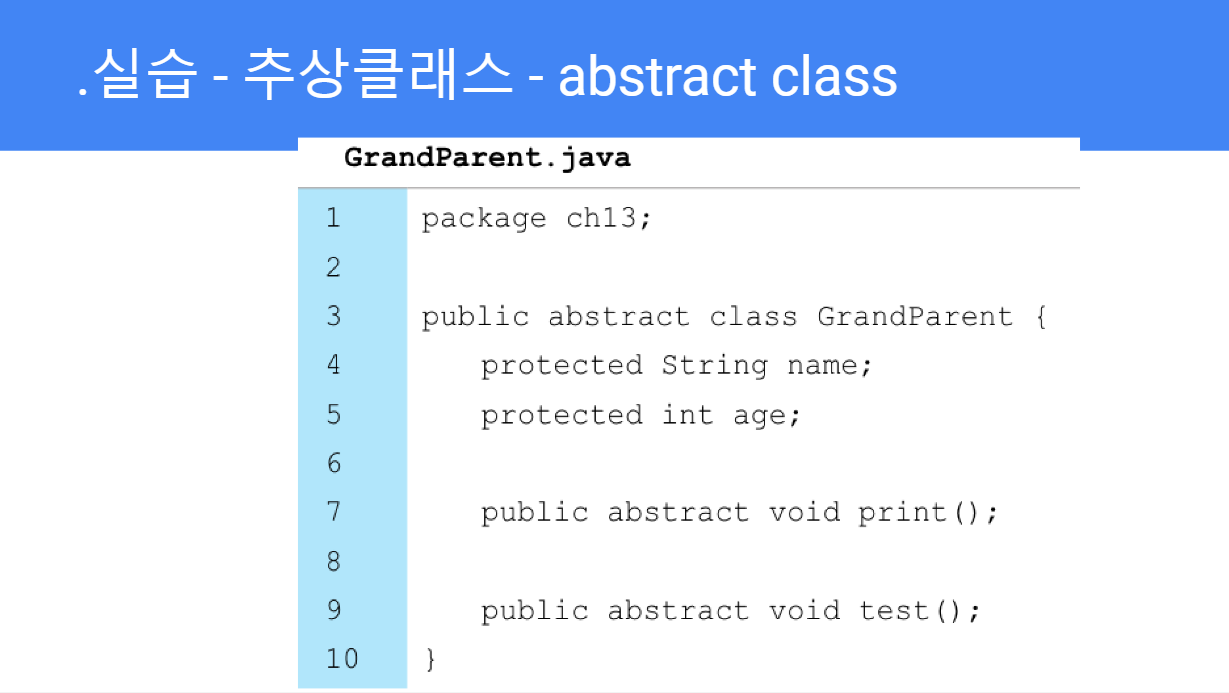 .실습 - 추상클래스 - abstract class
GrandParent.java
1 package ch13;
2
3 public abstract class GrandParent {
4 protected String name;
5 protected int age;
6
7 public abstract void print();
8
9 public abstract void test();
10 }